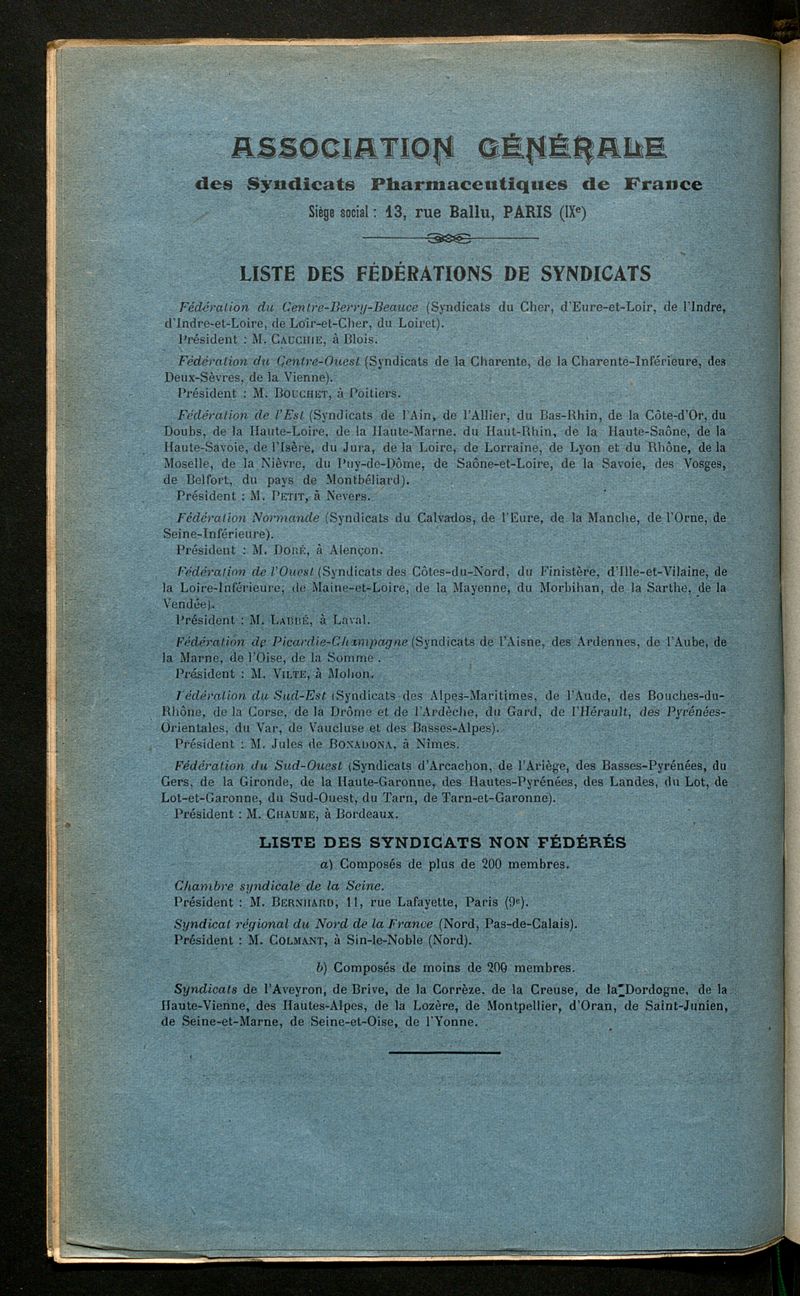 ASSOCIATION GÉNÉRALE
des Syndicats Pharmaceutiques de France
Siège social : 13, rue Ballu, PARIS (IXe)
LISTE DES FÉDÉRATIONS DE SYNDICATS
Fédération du Centre-Berry-Beauce (Syndicats du Cher, d'Eure-et-Loir, de l'Indre,
d'Indre-et-Loire, de Loir-et-Cher, du Loiret).
Président : M. CAUCHIE, à Blois.
Fédération du Centre-Ouest (Syndicats de la Charente, de la Charente-Inférieure, des
Deux-Sèvres, de la Vienne).
Président : M. BOUCHET, à Poitiers.
Fédération de l'Est (Syndicats de l'Ain, de l'Allier, du Bas-Rhin, de la Côte-d'Or, du
Doubs, de la Haute-Loire, de la Haute-Marne, du Haut-Rhin, de la Haute-Saône, de la
Haute-Savoie, de l'Isère, du Jura, de la Loire, de Lorraine, de Lyon et du Rhône, de la
Moselle, de la Nièvre, du Puy-de-Dôme, de Saône-et-Loire, de la Savoie, des Vosges,
de Belfort, du pays de Montbéliard).
Président : M. PETIT, à Nevers.
Fédération Normande (Syndicats du Calvados, de l'Eure, de la Manche, de l'Orne, de
Seine-Inférieure).
Président : M. DORÉ, à Alençon.
Fédération de l'Ouest (Syndicats des Côtes-du-Nord, du Finistère, d'Ille-et-Vilaine, de
la Loire-Inférieure, de Maine-et-Loire, de la Mayenne, du Morbihan, de la Sarthe, de la
Vendée).
Président : M. LABBÉ, à Laval.
Fédération de Picardie-Champagne (Syndicats de l'Aisne, des Ardennes, de l'Aube, de
la Marne, de l'Oise, de la Somme .
Président : M. VILTE, à Mohon.
Fédération du Sud-Est (Syndicats des Alpes-Maritimes, de l'Aude, des Bouches-du-
Rhône, de la Corse, de la Drôme et de l'Ardèche, du Gard, de l'Hérault, des Pyrénées-
Orientales, du Var, de Vaucluse et des Basses-Alpes).
Président : M. Jules de BONADONA, à Nîmes.
Fédération du Sud-Ouest (Syndicats d'Arcachon, de l'Ariège, des Basses-Pyrénées, du
Gers, de la Gironde, de la Haute-Garonne, des Hautes-Pyrénées, des Landes, du Lot, de
Lot-et-Garonne, du Sud-Ouest, du Tarn, de Tarn-et-Garonne).
Président : M. CHAUME, à Bordeaux.
LISTE DES SYNDICATS NON FÉDÉRÉS
a) Composés de plus de 200 membres.
Chambre syndicale de la Seine.
Président : M. BERNHARD, 11, rue Lafayette, Paris (9e).
Syndicat régional du Nord de la France (Nord, Pas-de-Calais).
Président : M. COLMANT, à Sin-le-Noble (Nord).
b) Composés de moins de 200 membres.
Syndicats de l'Aveyron, de Brive, de la Corrèze, de la Creuse, de la Dordogne, de la
Haute-Vienne, des Hautes-Alpes, de la Lozère, de Montpellier, d'Oran, de Saint-Junien,
de Seine-et-Marne, de Seine-et-Oise, de l'Yonne.